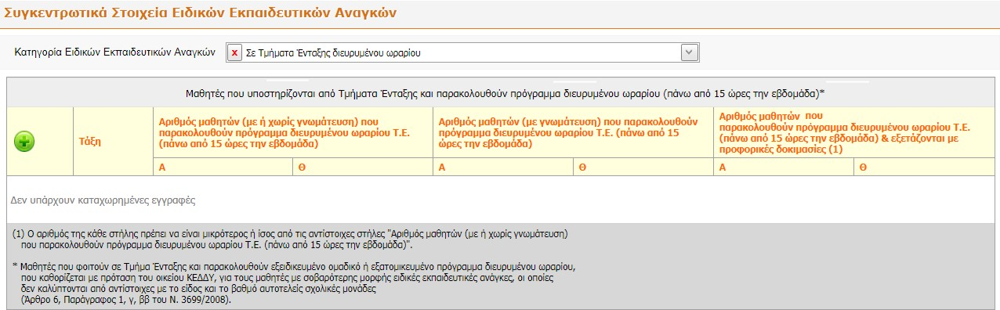 Συγκεντρωτικά Στοιχεία Ειδικών Εκπαιδευτικών Αναγκών
Κατηγορία Ειδικών Εκπαιδευτικών Αναγκών x Σε Τμήματα Ένταξης διευρυμένου ωραρίου
Μαθητές που υποστηρίζονται από Τμήματα Ένταξης και παρακολουθούν πρόγραμμα διευρυμένου ωραρίου (πάνω από 15 ώρες την εβδομάδα)*
Τάξη
Αριθμός μαθητών (με ή χωρίς γνωμάτευση) που
παρακολουθούν πρόγραμμα διευρυμένου ωραρίου Τ.Ε.
(πάνω από 15 ώρες την εβδομάδα)
Αριθμός μαθητών (με γνωμάτευση) που παρακολουθούν
πρόγραμμα διευρυμένου ωραρίου Τ.Ε. (πάνω από 15
ώρες την εβδομάδα)
Αριθμός μαθητών που
παρακολουθούν πρόγραμμα διευρυμένου ωραρίου Τ.Ε.
(πάνω από 15 ώρες την εβδομάδα) & εξετάζονται με
προφορικές δοκιμασίες (1)
Α Θ Α Θ Α Θ
Δεν υπάρχουν καταχωρημένες εγγραφές
(1) Ο αριθμός της κάθε στήλης πρέπει να είναι μικρότερος ή ίσος από τις αντίστοιχες στήλες "Αριθμός μαθητών (με ή χωρίς γνωμάτευση)
που παρακολουθούν πρόγραμμα διευρυμένου ωραρίου Τ.Ε. (πάνω από 15 ώρες την εβδομάδα)".
* Μαθητές που φοιτούν σε Τμήμα Ένταξης και παρακολουθούν εξειδικευμένο ομαδικό ή εξατομικευμένο πρόγραμμα διευρυμένου ωραρίου,
που καθορίζεται με πρόταση του οικείου ΚΕΔΔΥ, για τους μαθητές με σοβαρότερης μορφής ειδικές εκπαιδευτικές ανάγκες, οι οποίες
δεν καλύπτονται από αντίστοιχες με το είδος και το βαθμό αυτοτελείς σχολικές μονάδες
(Άρθρο 6, Παράγραφος 1, γ, ββ του Ν. 3699/2008).